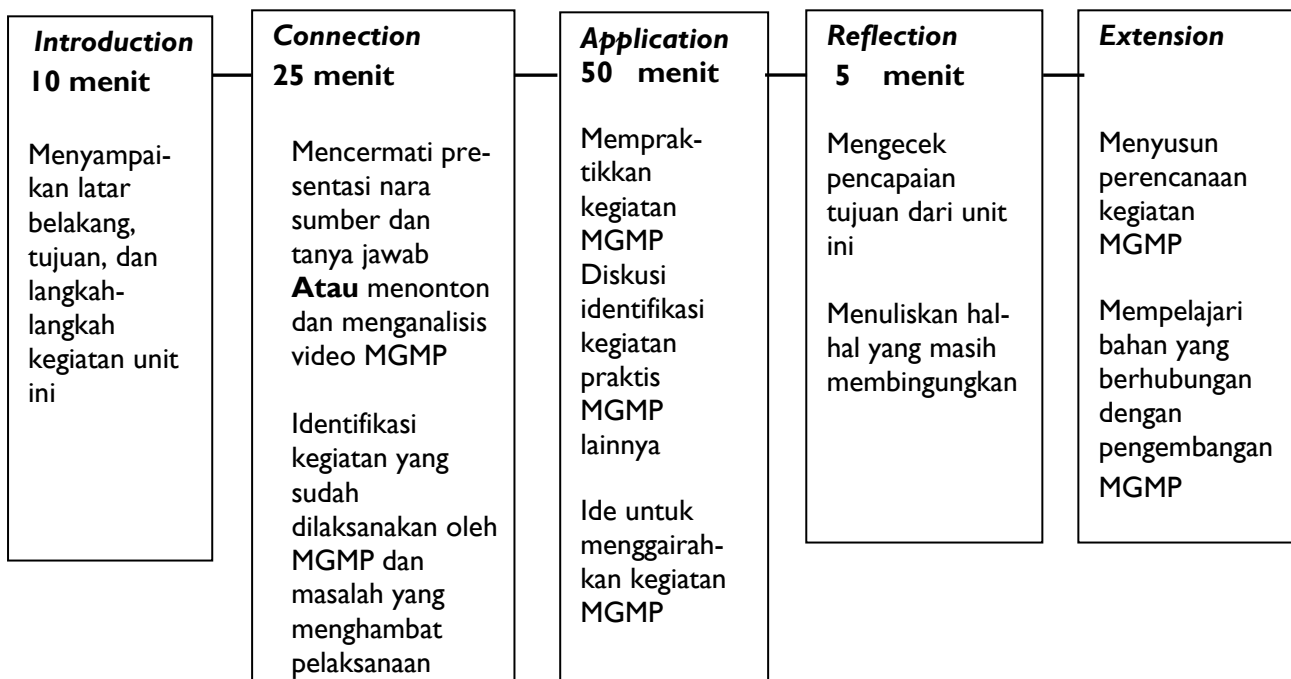 Introduction
10 menit
Menyampai-
kan latar
belakang,
tujuan, dan
langkah-
langkah
kegiatan unit
ini
Connection
25 menit
Mencermati pre-
sentasi nara
sumber dan
tanya jawab
Atau menonton
dan menganalisis
video MGMP
Identifikasi
kegiatan yang
sudah
dilaksanakan oleh
MGMP dan
masalah yang
menghambat
pelaksanaan
Application
50 menit
Memprak-
tikkan
kegiatan
MGMP
Diskusi
identifikasi
kegiatan
praktis
MGMP
lainnya
Ide untuk
menggairah-
kan kegiatan
MGMP
Reflection
5 menit
Mengecek
pencapaian
tujuan dari unit
ini
Menuliskan hal-
hal yang masih
membingungkan
Extension
Menyusun
perencanaan
kegiatan
MGMP
Mempelajari
bahan yang
berhubungan
dengan
pengembangan
MGMP